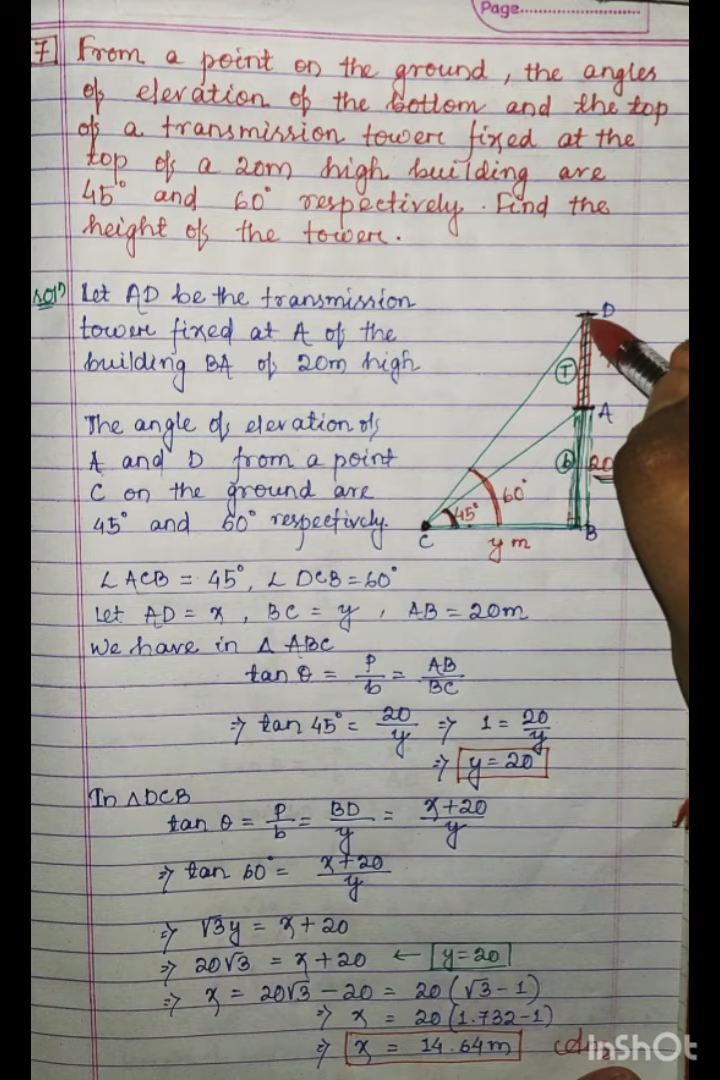 Page..............................
7 From a point on the ground, the angles
of elevation of the bottom and the top
of a transmission tower fixed at the
top of a 20m high building are
45° and 60° respectively. Find the
height of the tower.
Solⁿ Let AD be the transmission
tower fixed at A of the
building BA of 20m high
The angle of elevation of
A and D from a point
C on the ground are
45° and 60° respectively.
D
T
A
b
20
60°
45°
C
B
y m
∠ACB = 45°, ∠DCB = 60°
Let AD = x, BC = y, AB = 20m
We have in △ ABC
tan θ = P/b = AB/BC
⇒ tan 45° = 20/y ⇒ 1 = 20/y
⇒ y = 20
In △DCB
tan θ = P/b = BD/y = x+20/y
⇒ tan 60° = x+20/y
⇒ √3y = x+20
⇒ 20√3 = x+20 ← y=20
⇒ x = 20√3 - 20 = 20(√3-1)
⇒ x = 20(1.732-1)
⇒ x = 14.64m
InShOt